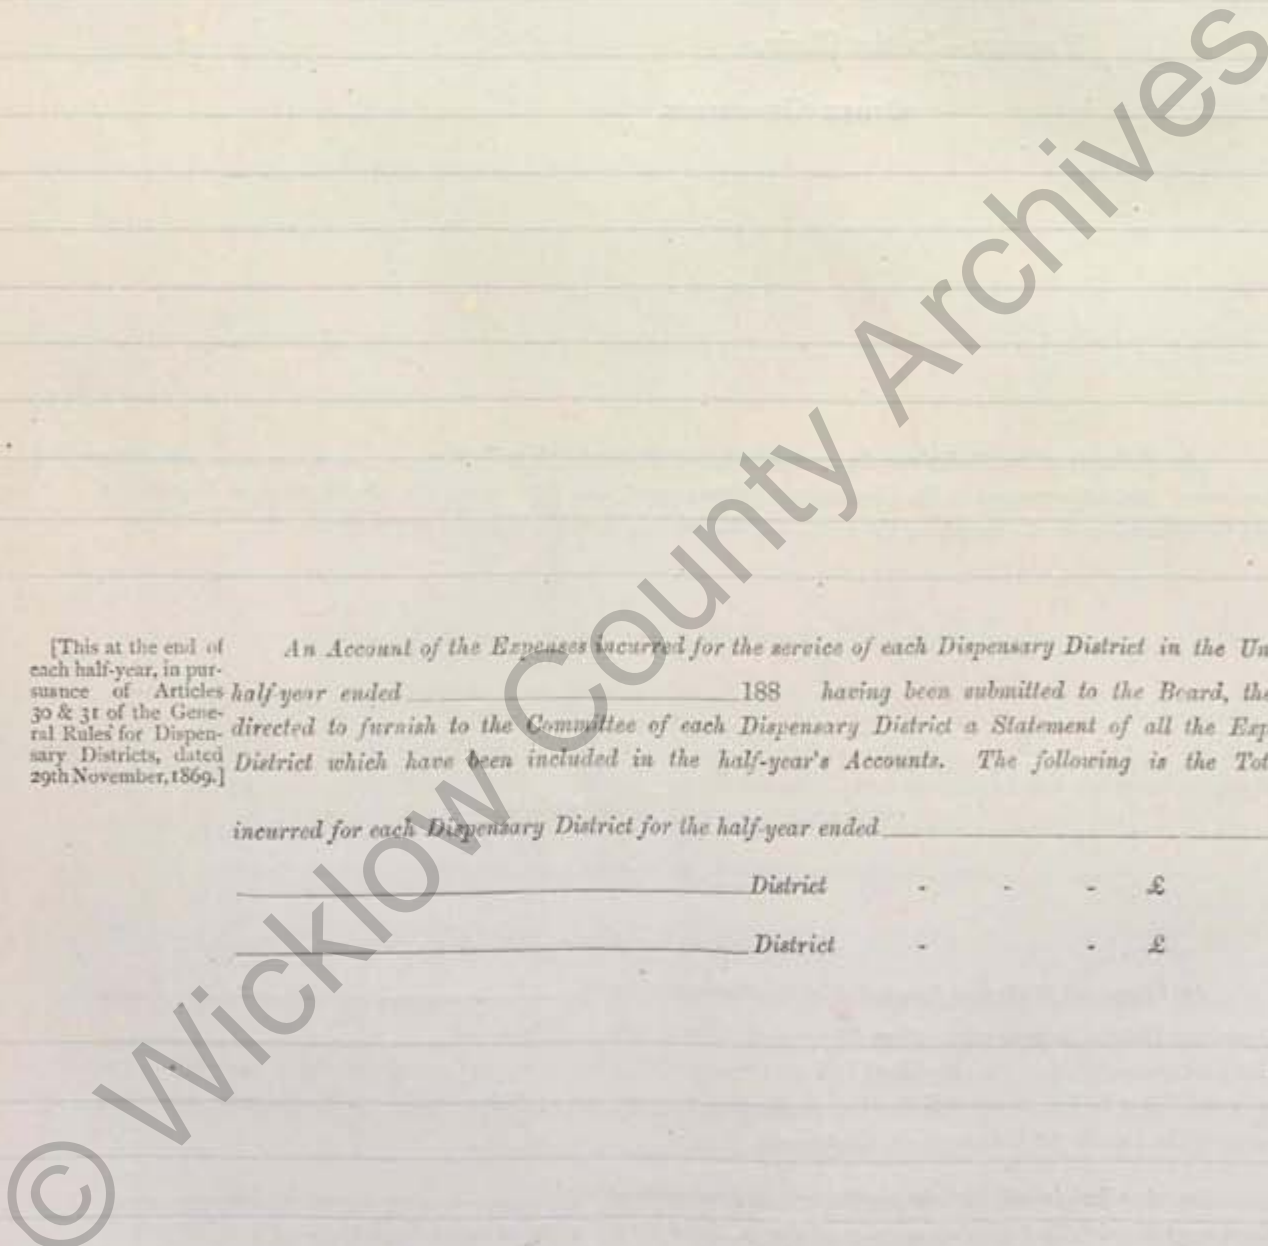 [This at the end of
each half-year, in pur-
suance of Articles
30 & 31 of the Gene-
ral Rules for Dispen-
sary Districts, dated
29th November, 1869.]
An Account of the Expenses incurred for the service of each Dispensary District in the Un
half-year ended 188 having been submitted to the Board, the
directed to furnish to the Committee of each Dispensary District a Statement of all the Exp
District which have been included in the half-year's Accounts. The following is the Tot
incurred for each Dispensary District for the half-year ended
District - - - £
District - - £
© Wicklow County Archives